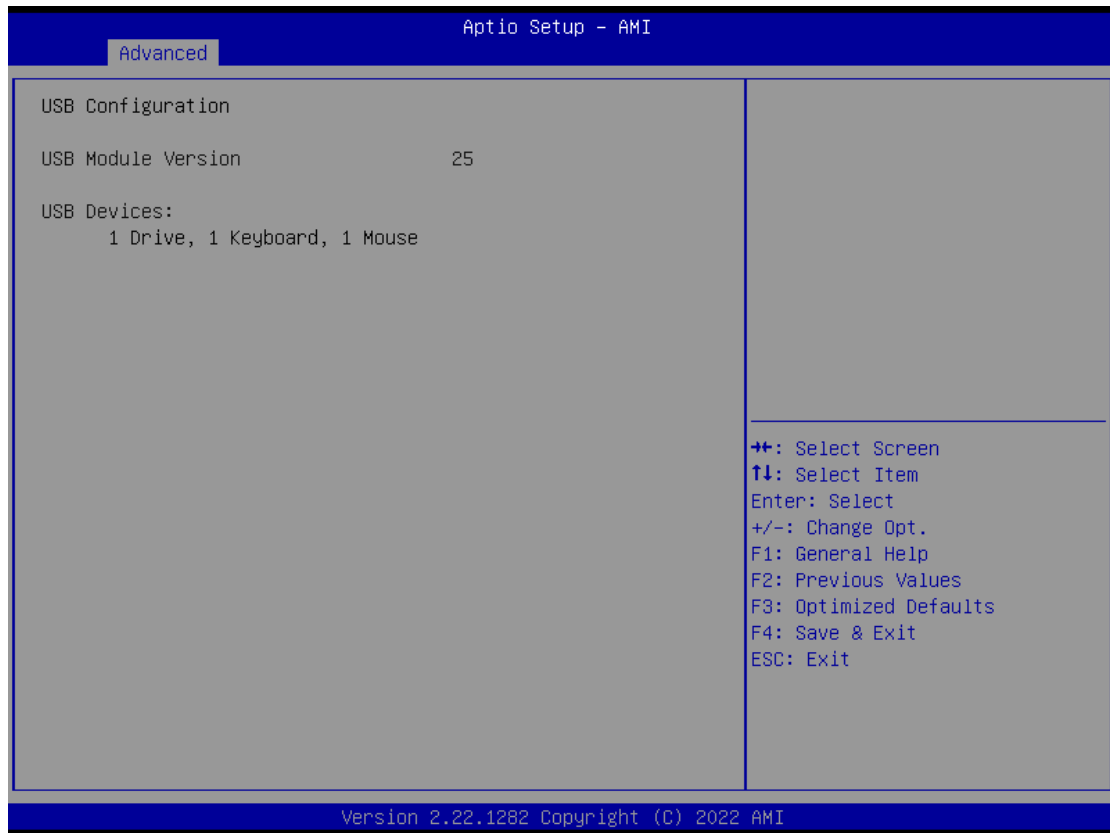 Aptio Setup – AMI
Advanced
USB Configuration
USB Module Version 25
USB Devices:
1 Drive, 1 Keyboard, 1 Mouse
→←: Select Screen
↑↓: Select Item
Enter: Select
+/-: Change Opt.
F1: General Help
F2: Previous Values
F3: Optimized Defaults
F4: Save & Exit
ESC: Exit
Version 2.22.1282 Copyright (C) 2022 AMI